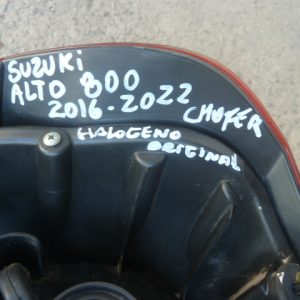 SUZUKI
ALTO 800
2016-2022
CHOFER
HALOGENO
ORIGINAL